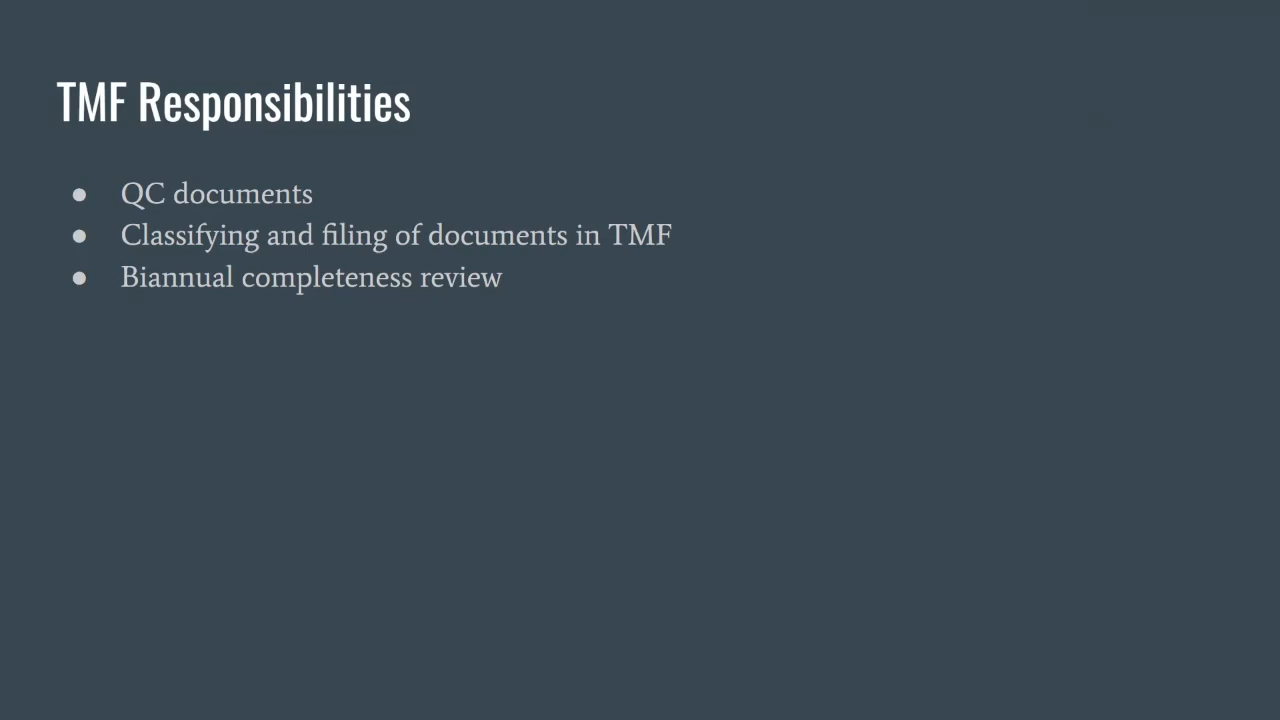 TMF Responsibilities
● QC documents
● Classifying and filing of documents in TMF
● Biannual completeness review